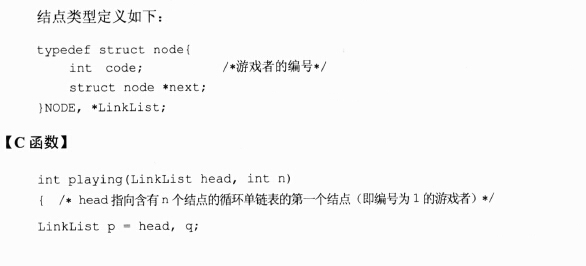 结点类型定义如下：
typedef struct node{
int code; /*游戏者的编号*/
struct node *next;
}NODE, *LinkList;
【C 函数】
int playing(LinkList head, int n)
{ /* head 指向含有 n 个结点的循环单链表的第一个结点（即编号为 1 的游戏者）*/
LinkList p = head, q;